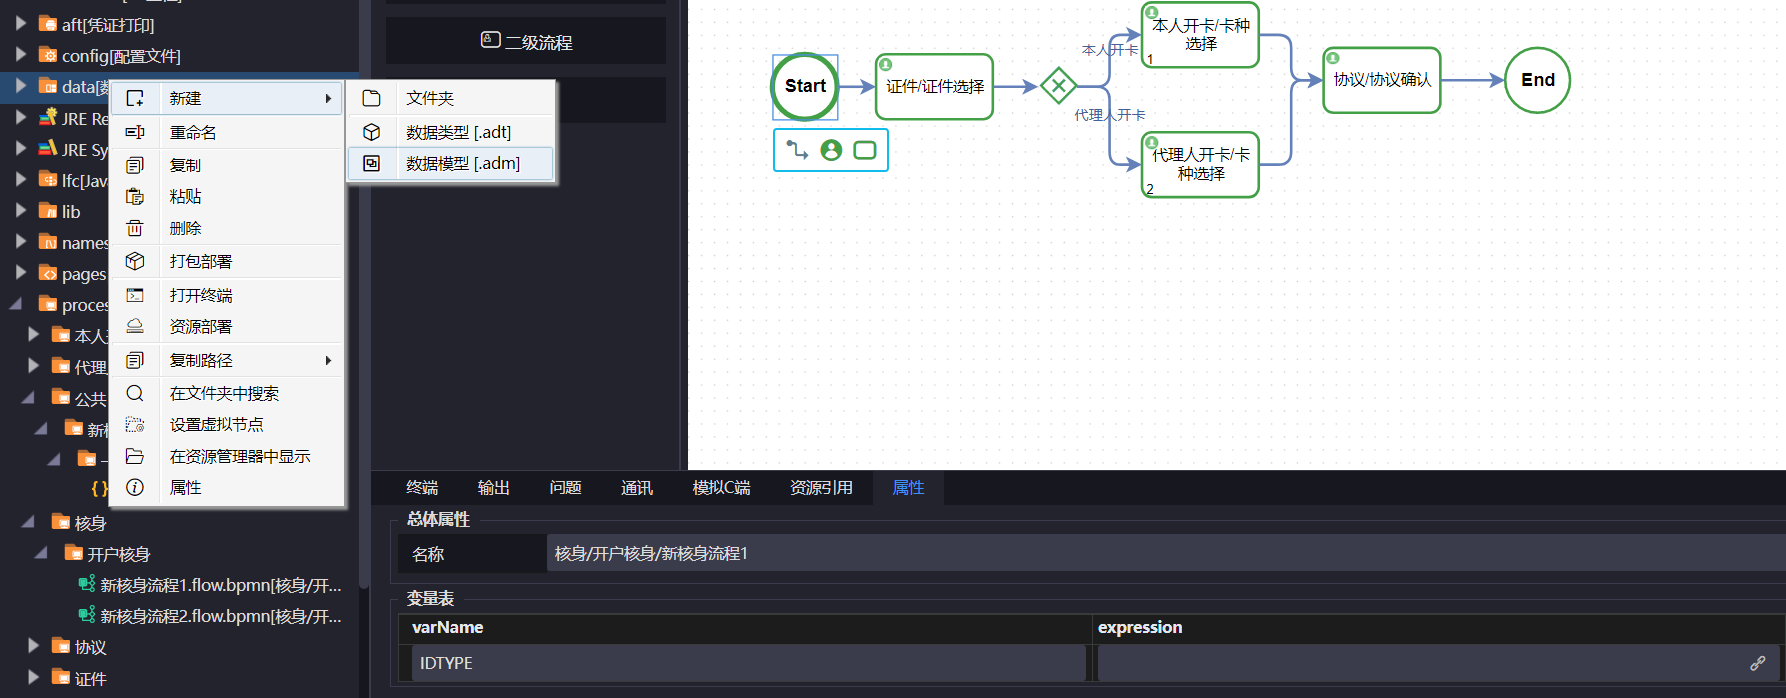 aft[凭证打印]
config[配置文件]
data[数
JRE Re
JRE Sy
lfc[Jav
lib
names
pages
proces
本人
代理
公共
新
{}
核身
开户核身
新核身流程1.flow.bpmn[核身/开...
新核身流程2.flow.bpmn[核身/开...
协议
证件
新建
重命名
复制
粘贴
删除
打包部署
打开终端
资源部署
复制路径
在文件夹中搜索
设置虚拟节点
在资源管理器中显示
属性
文件夹
数据类型 [.adt]
数据模型 [.adm]
二级流程
Start
证件/证件选择
本人开卡
代理人开卡
本人开卡/卡种
选择
1
代理人开卡/卡
种选择
2
协议/协议确认
End
终端
输出
问题
通讯
模拟C端
资源引用
属性
总体属性
名称
核身/开户核身/新核身流程1
变量表
varName
expression
IDTYPE